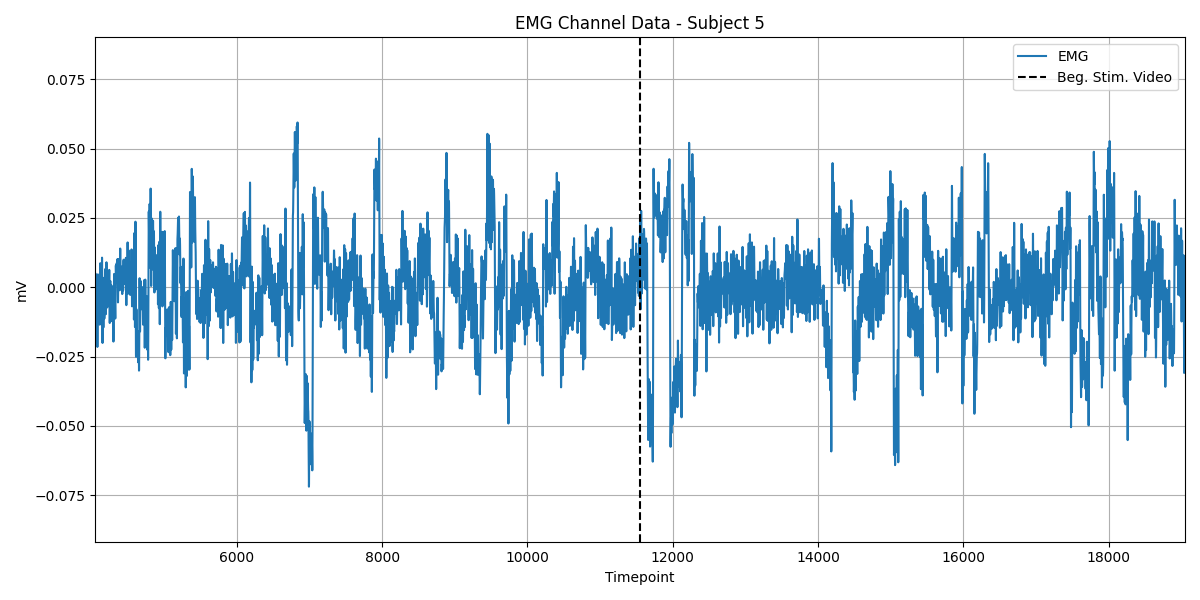 EMG Channel Data - Subject 5
EMG
Beg. Stim. Video
mV
0.075
0.050
0.025
0.000
−0.025
−0.050
−0.075
6000
8000
10000
12000
14000
16000
18000
Timepoint